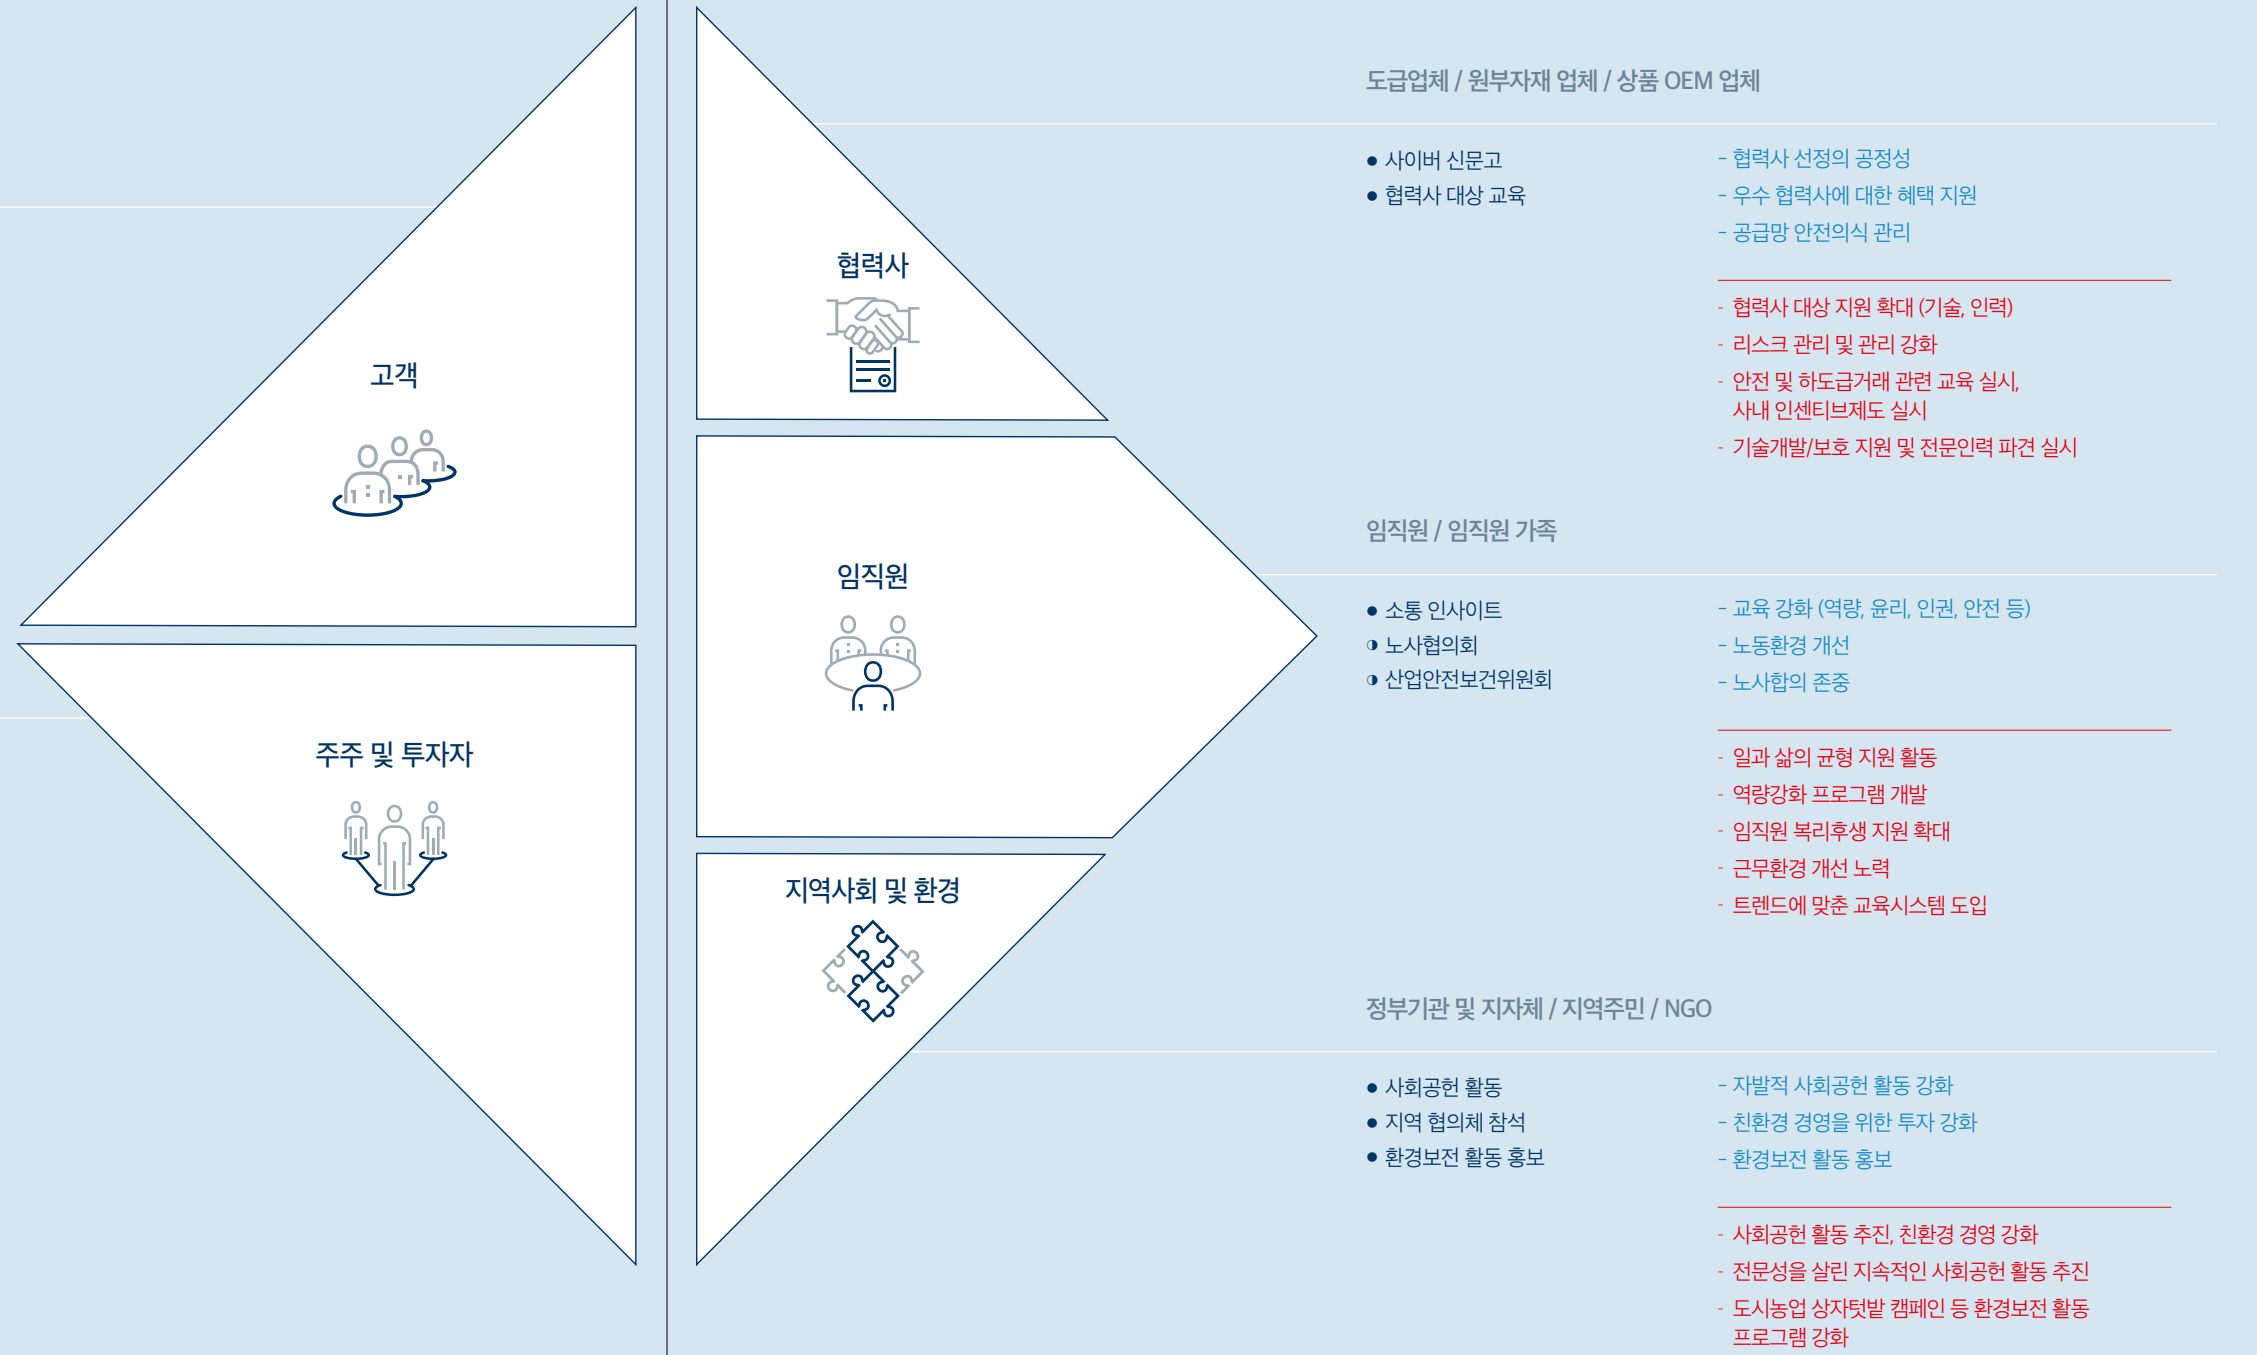 고객
주주 및 투자자
협력사
도급업체 / 원부자재 업체 / 상품 OEM 업체
● 사이버 신문고
● 협력사 대상 교육
- 협력사 선정의 공정성
- 우수 협력사에 대한 혜택 지원
- 공급망 안전의식 관리
- 협력사 대상 지원 확대 (기술, 인력)
- 리스크 관리 및 관리 강화
- 안전 및 하도급거래 관련 교육 실시,
사내 인센티브제도 실시
- 기술개발/보호 지원 및 전문인력 파견 실시
임직원
임직원 / 임직원 가족
● 소통 인사이트
◑ 노사협의회
◑ 산업안전보건위원회
- 교육 강화 (역량, 윤리, 인권, 안전 등)
- 노동환경 개선
- 노사합의 존중
- 일과 삶의 균형 지원 활동
- 역량강화 프로그램 개발
- 임직원 복리후생 지원 확대
- 근무환경 개선 노력
- 트렌드에 맞춘 교육시스템 도입
지역사회 및 환경
정부기관 및 지자체 / 지역주민 / NGO
● 사회공헌 활동
● 지역 협의체 참석
● 환경보전 활동 홍보
- 자발적 사회공헌 활동 강화
- 친환경 경영을 위한 투자 강화
- 환경보전 활동 홍보
- 사회공헌 활동 추진, 친환경 경영 강화
- 전문성을 살린 지속적인 사회공헌 활동 추진
- 도시농업 상자텃밭 캠페인 등 환경보전 활동
프로그램 강화